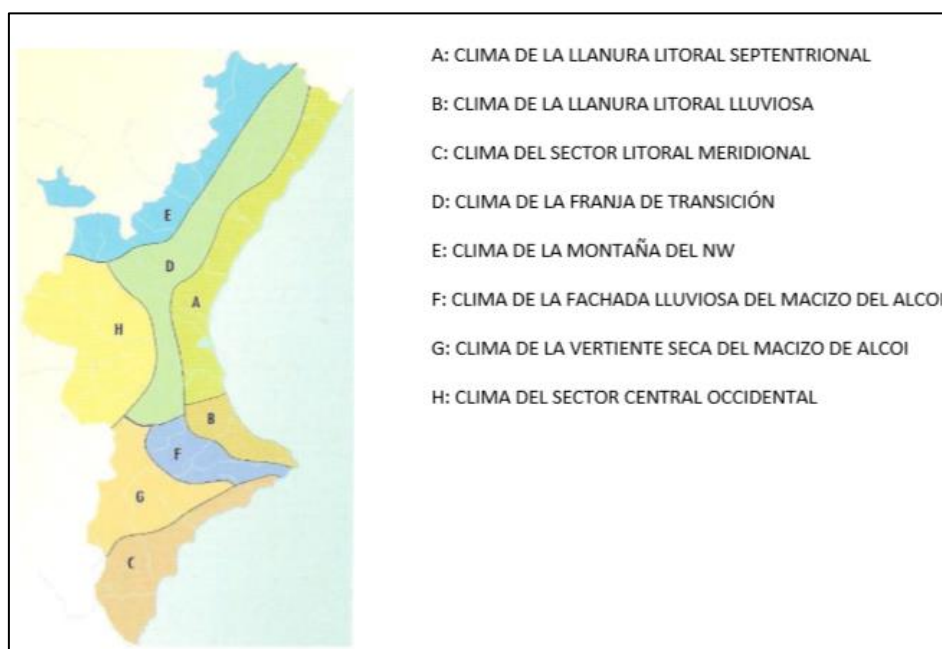 A: CLIMA DE LA LLANURA LITORAL SEPTENTRIONAL
B: CLIMA DE LA LLANURA LITORAL LLUVIOSA
C: CLIMA DEL SECTOR LITORAL MERIDIONAL
D: CLIMA DE LA FRANJA DE TRANSICIÓN
E: CLIMA DE LA MONTAÑA DEL NW
F: CLIMA DE LA FACHADA LLUVIOSA DEL MACIZO DEL ALCOI
G: CLIMA DE LA VERTIENTE SECA DEL MACIZO DE ALCOI
H: CLIMA DEL SECTOR CENTRAL OCCIDENTAL
E
D
A
H
B
F
G
C